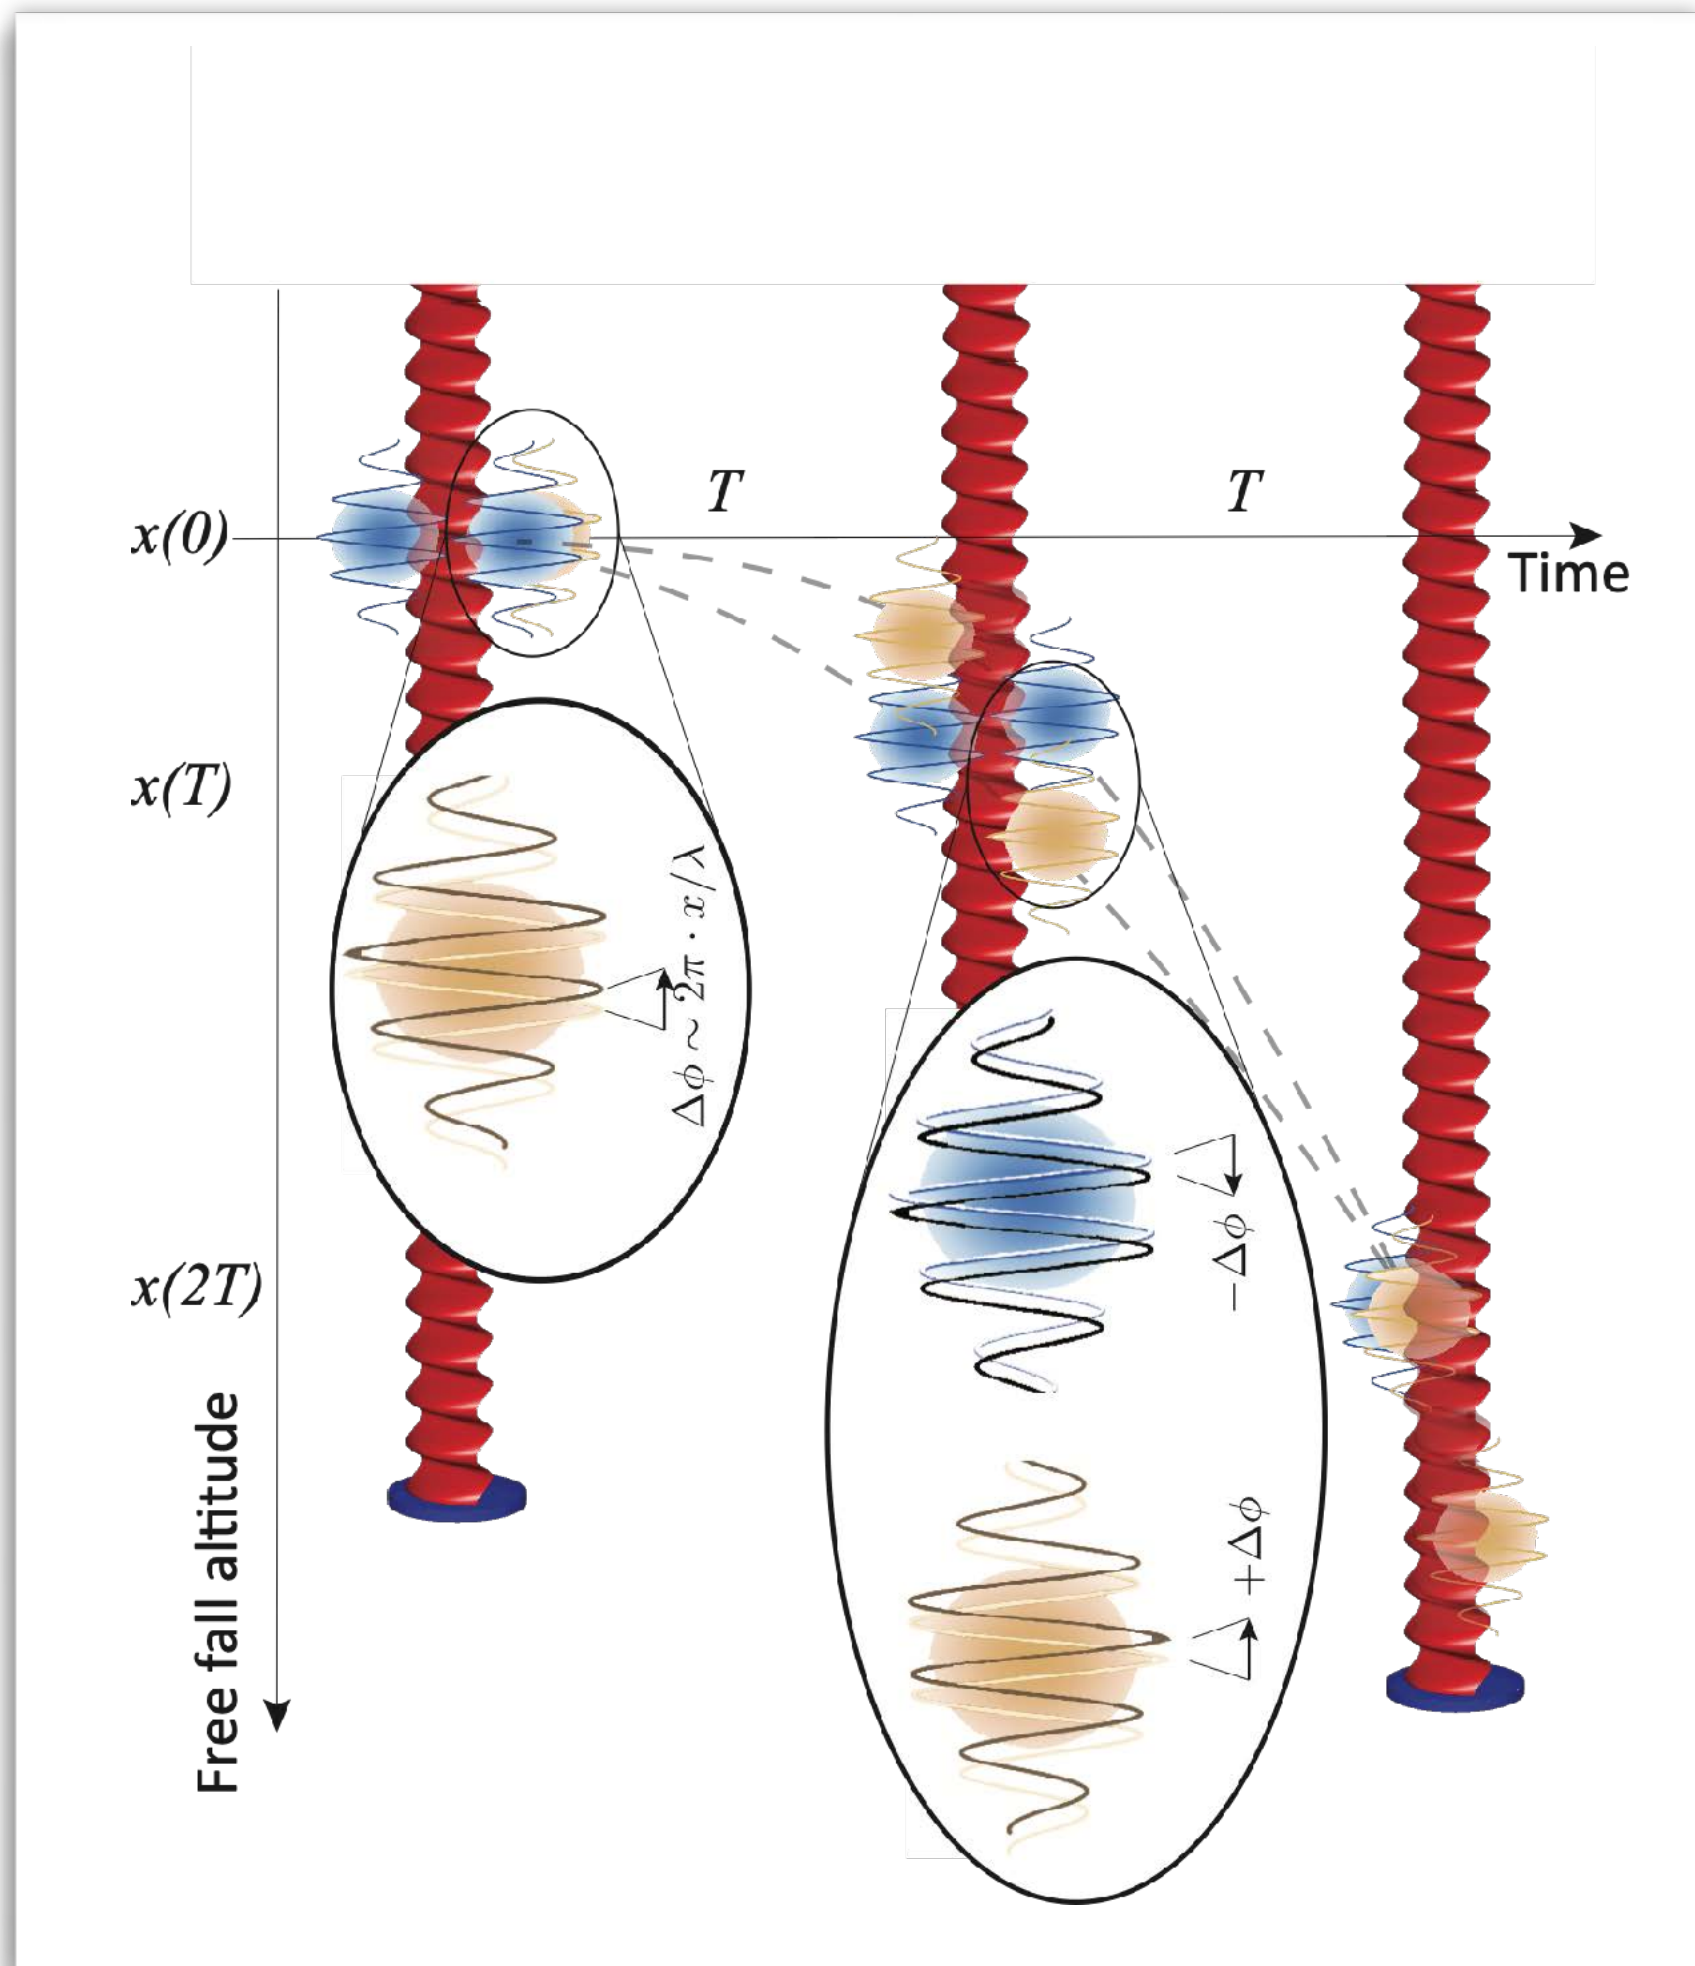 T
T
x(0)
Time
x(T)
Δϕ ~ 2π · x/λ
x(2T)
−Δϕ
+Δϕ
Free fall altitude